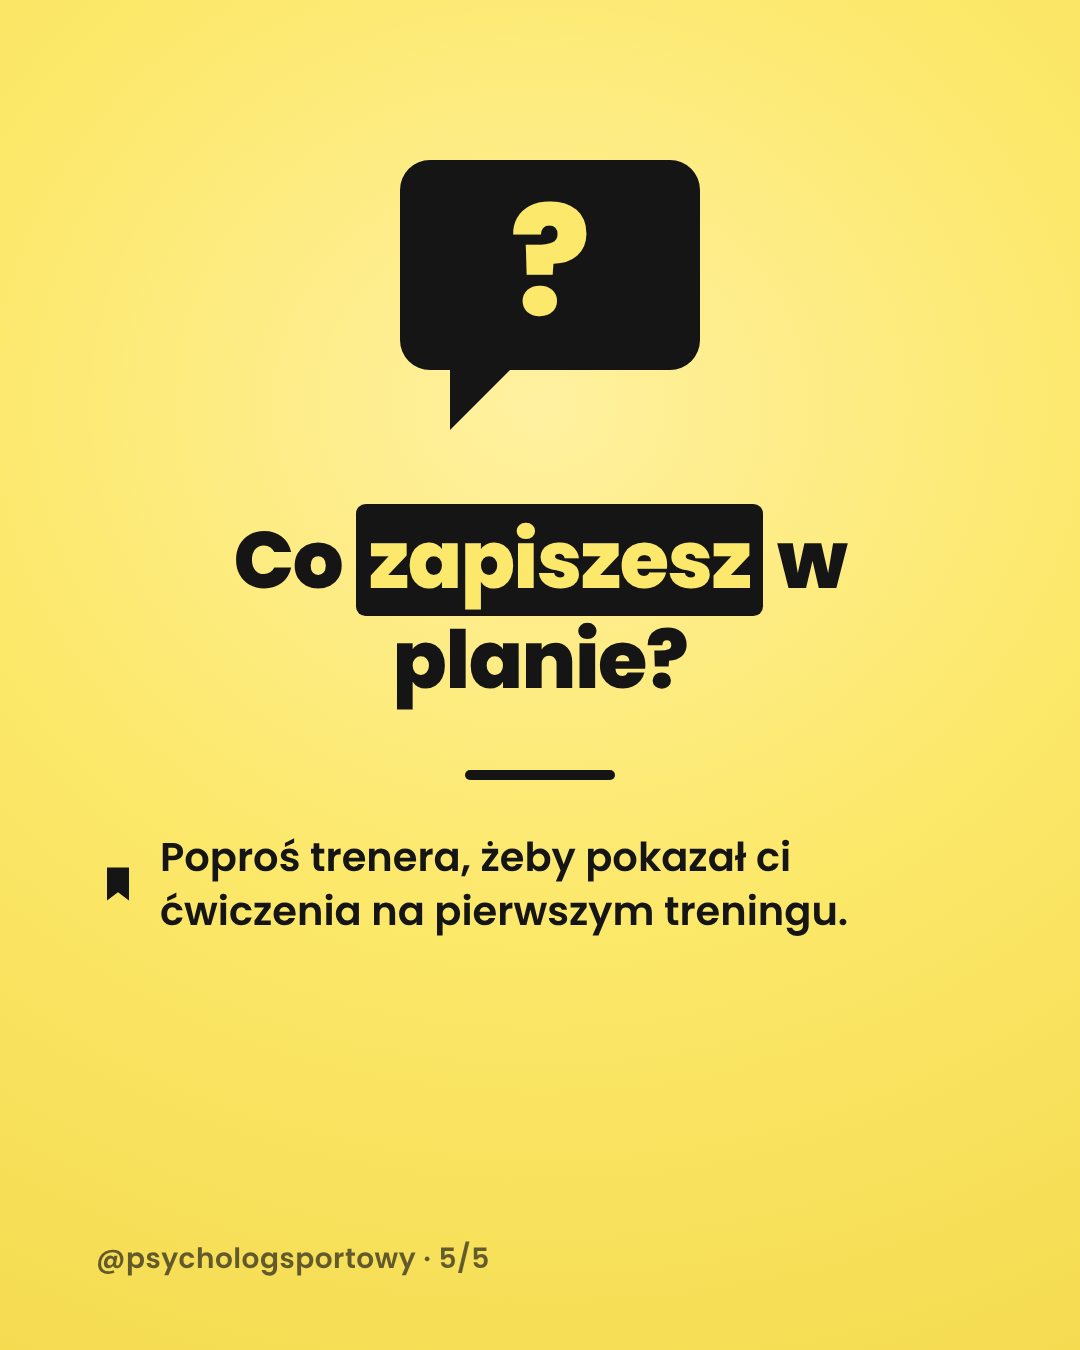 ?
Co zapiszesz w
planie?
Poproś trenera, żeby pokazał ci
ćwiczenia na pierwszym treningu.
@psychologsportowy · 5/5